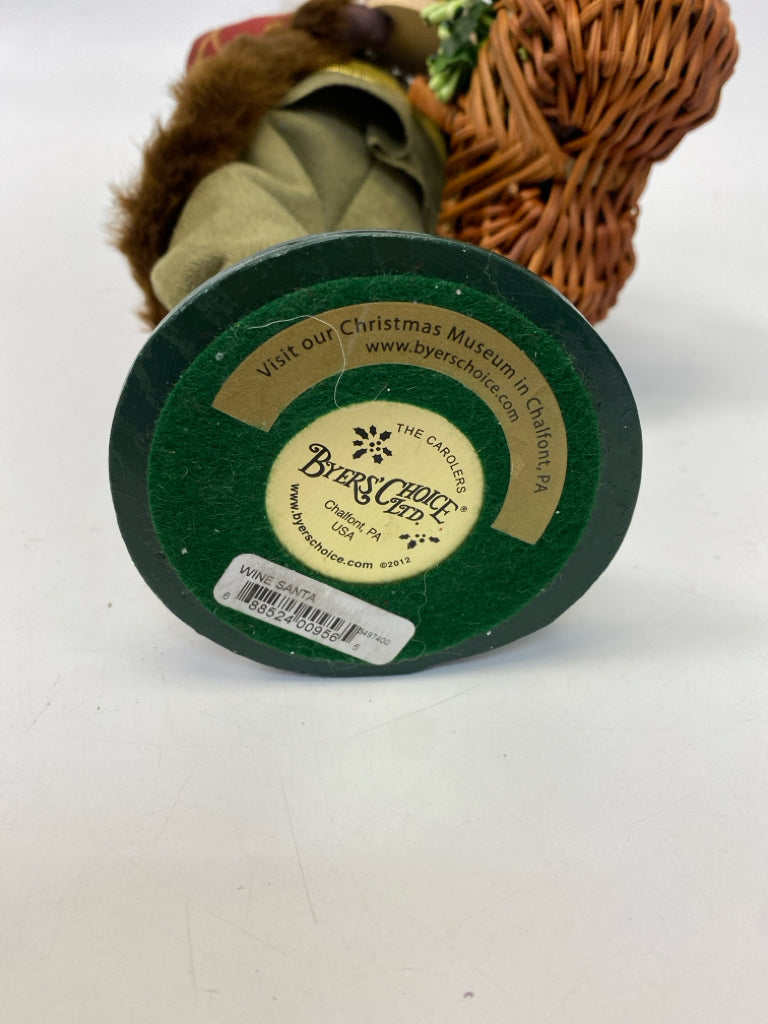 Visit our Christmas Museum in Chalfont, PA
www.byerschoice.com
THE CAROLERS
BYERS' CHOICE
LTD.®
Chalfont, PA
USA
www.byerschoice.com ©2012
WINE SANTA
6 88524 00956 5